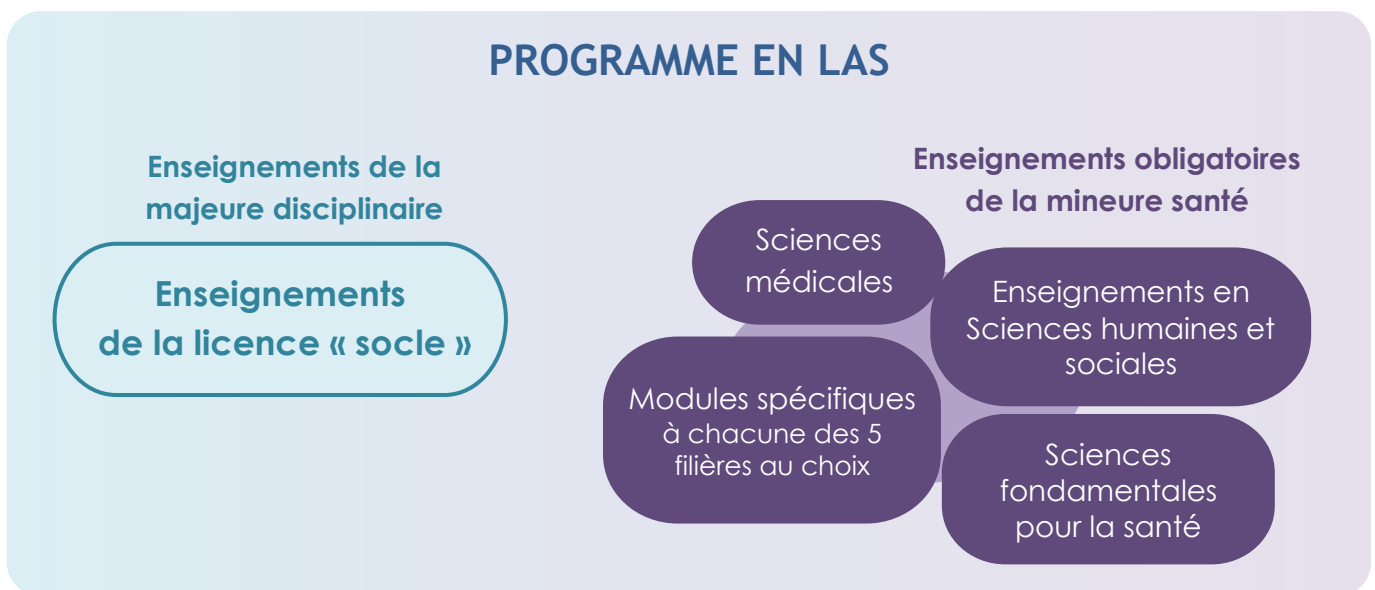 PROGRAMME EN LAS
Enseignements de la
majeure disciplinaire
Enseignements
de la licence « socle »
Enseignements obligatoires
de la mineure santé
Sciences
médicales
Enseignements en
Sciences humaines et
sociales
Modules spécifiques
à chacune des 5
filières au choix
Sciences
fondamentales
pour la santé